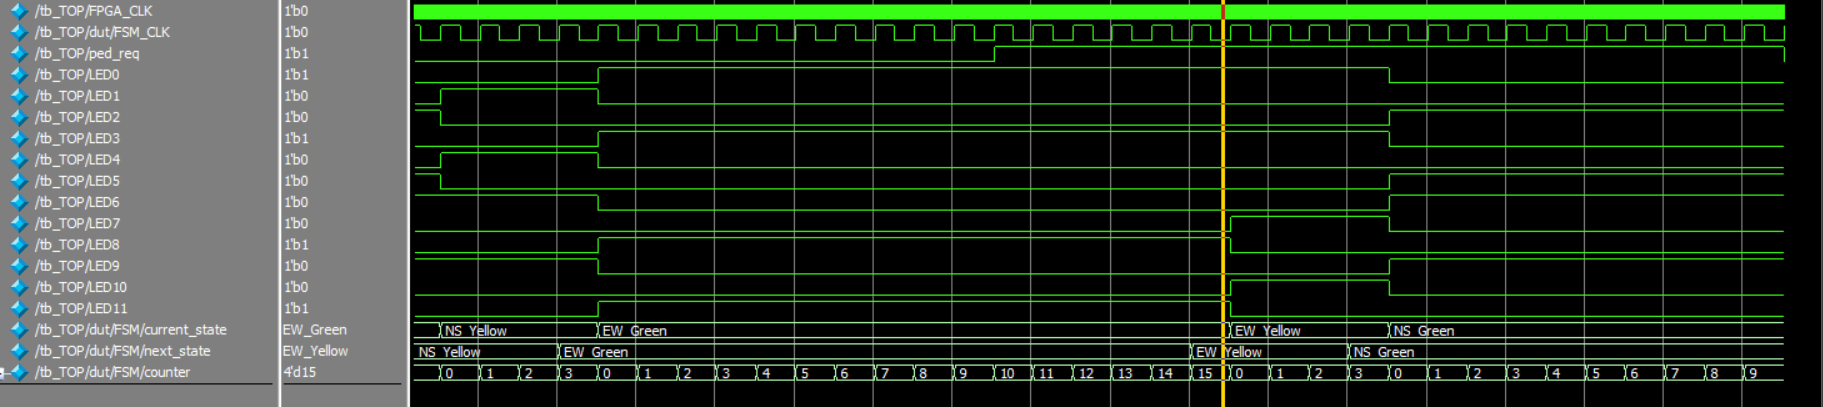 /tb_TOP/FPGA_CLK 1'b0
/tb_TOP/dut/FSM_CLK 1'b0
/tb_TOP/ped_req 1'b1
/tb_TOP/LED0 1'b1
/tb_TOP/LED1 1'b0
/tb_TOP/LED2 1'b0
/tb_TOP/LED3 1'b1
/tb_TOP/LED4 1'b0
/tb_TOP/LED5 1'b0
/tb_TOP/LED6 1'b0
/tb_TOP/LED7 1'b0
/tb_TOP/LED8 1'b1
/tb_TOP/LED9 1'b0
/tb_TOP/LED10 1'b0
/tb_TOP/LED11 1'b1
/tb_TOP/dut/FSM/current_state EW_Green NS_Yellow EW_Green EW_Yellow NS_Green
/tb_TOP/dut/FSM/next_state EW_Yellow NS_Yellow EW_Green EW_Yellow NS_Green
/tb_TOP/dut/FSM/counter 4'd15 0 1 2 3 0 1 2 3 4 5 6 7 8 9 10 11 12 13 14 15 0 1 2 3 0 1 2 3 4 5 6 7 8 9